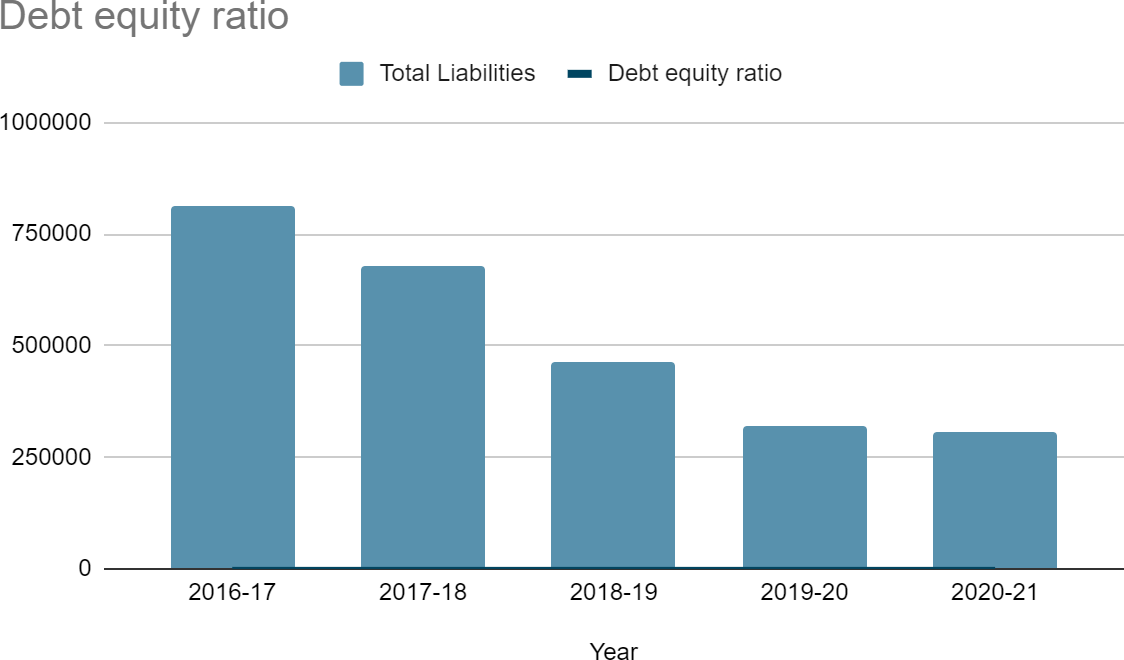 Debt equity ratio
Total Liabilities Debt equity ratio
1000000
750000
500000
250000
0
2016-17 2017-18 2018-19 2019-20 2020-21
Year